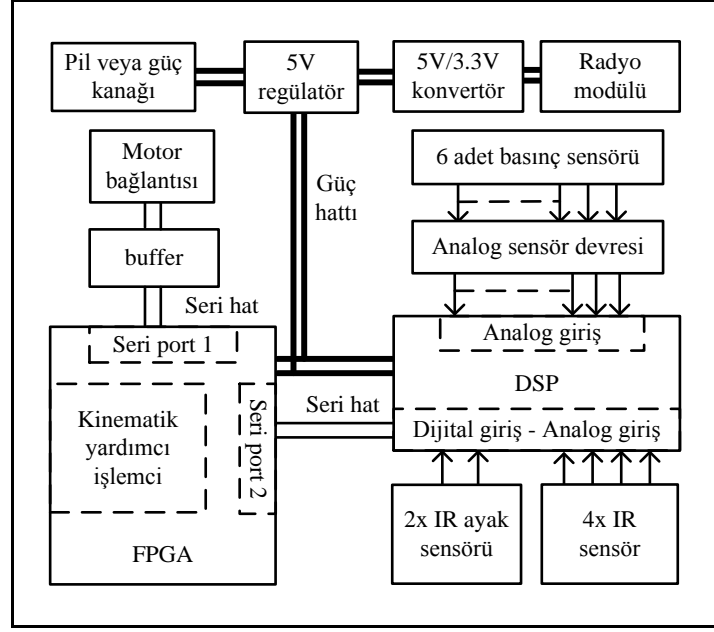 Pil veya güç
kanağı
5V
regülatör
5V/3.3V
konvertör
Radyo
modülü
Motor
bağlantısı
Güç
hattı
6 adet basınç sensörü
buffer
Analog sensör devresi
Seri hat
Seri port 1
Analog giriş
DSP
Kinematik
yardımcı
işlemci
Seri port 2
Seri hat
Dijital giriş - Analog giriş
FPGA
2x IR ayak
sensörü
4x IR
sensör